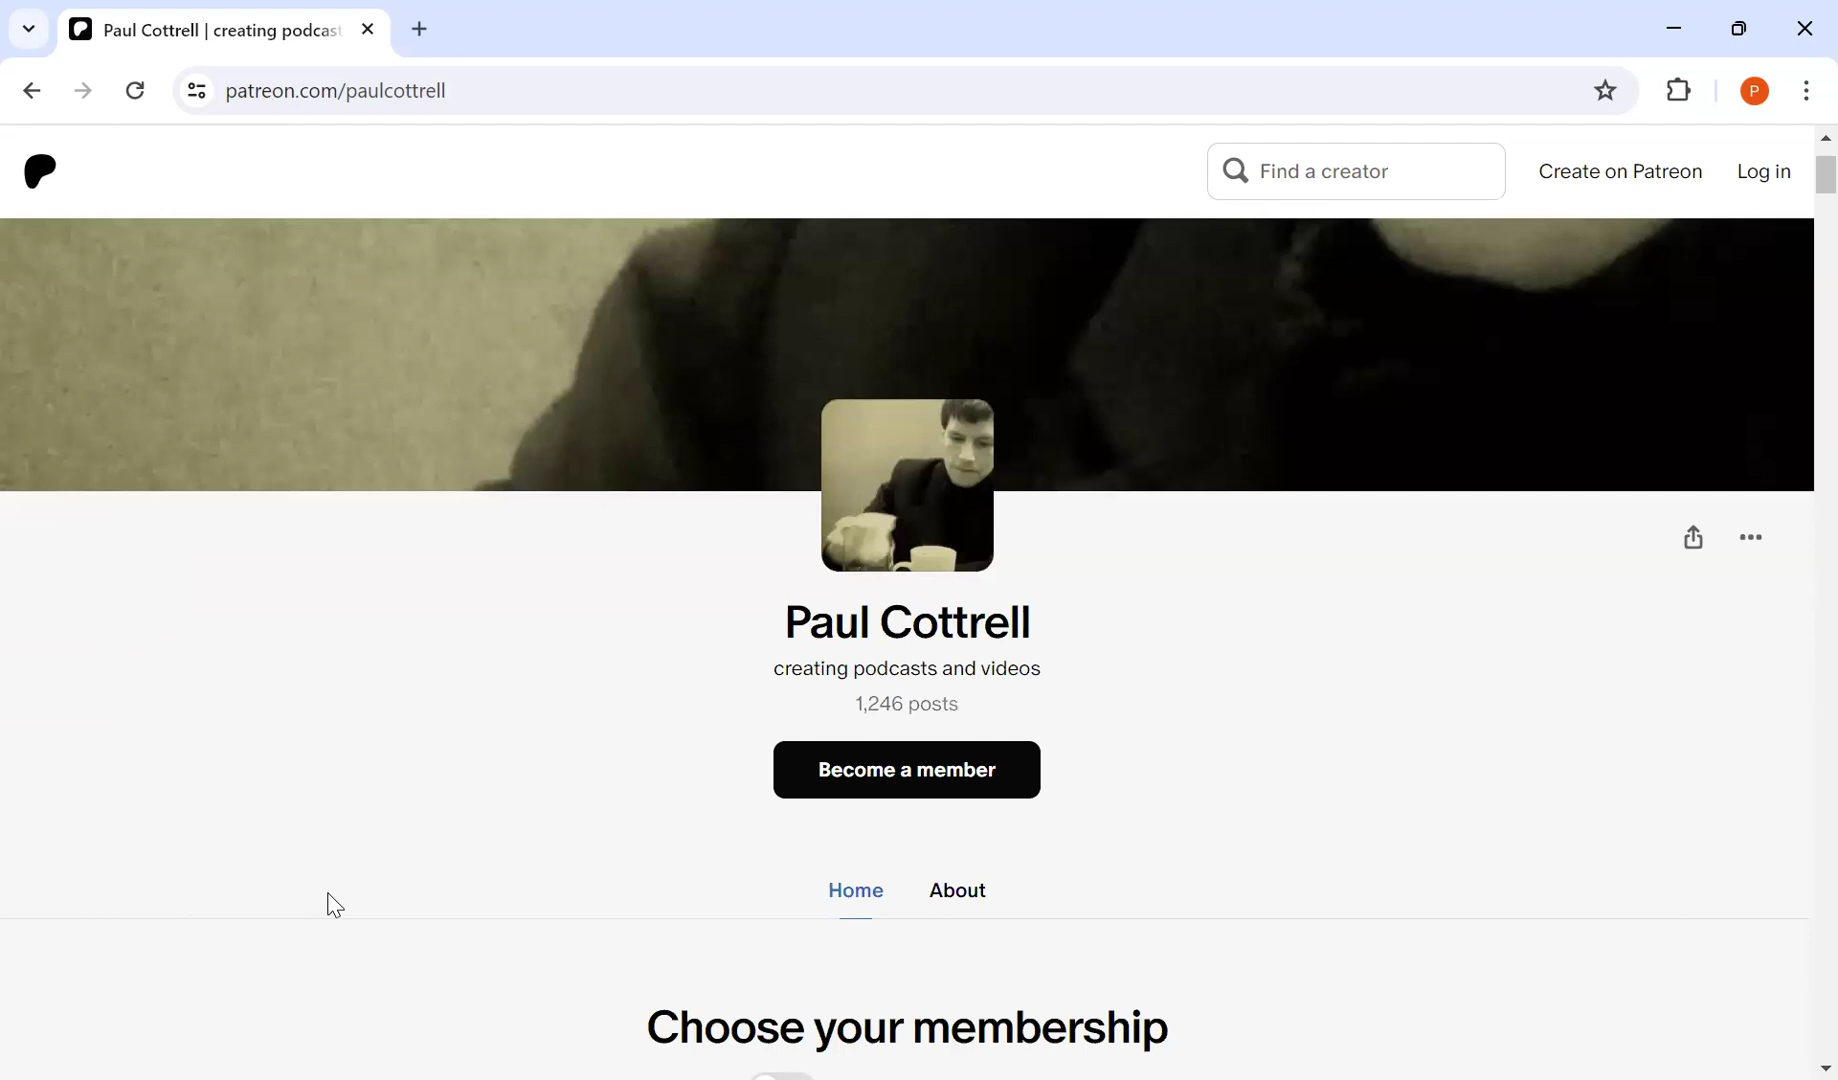 Paul Cottrell | creating podcas
patreon.com/paulcottrell
P
Find a creator
Create on Patreon
Log in
Paul Cottrell
creating podcasts and videos
1,246 posts
Become a member
Home
About
Choose your membership